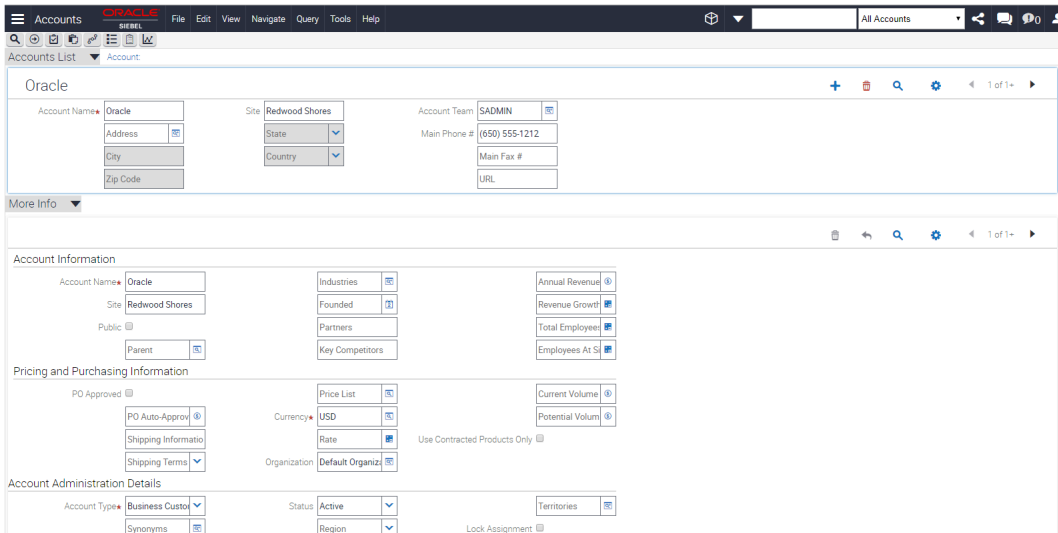 Accounts ORACLE SIEBEL File Edit View Navigate Query Tools Help All Accounts 0
Accounts List Account:
Oracle 1 of 1+
Account Name★ Oracle Site Redwood Shores Account Team SADMIN
Address State Main Phone # (650) 555-1212
City Country Main Fax #
Zip Code URL
More Info
1 of 1+
Account Information
Account Name★ Oracle Industries Annual Revenue
Site Redwood Shores Founded Revenue Growth
Public Partners Total Employees
Parent Key Competitors Employees At Si
Pricing and Purchasing Information
PO Approved Price List Current Volume
PO Auto-Approv Currency★ USD Potential Volum
Shipping Informatio Rate Use Contracted Products Only
Shipping Terms Organization Default Organiza
Account Administration Details
Account Type★ Business Custor Status Active Territories
Synonyms Region Lock Assignment